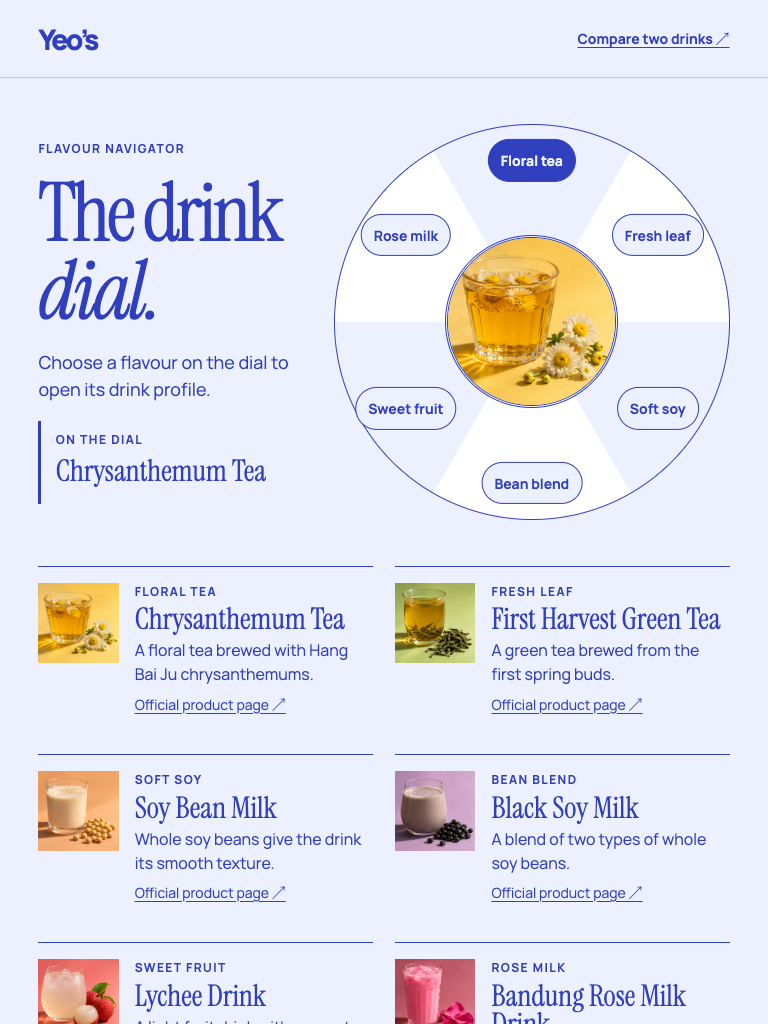 Yeo's
Compare two drinks ↗
FLAVOUR NAVIGATOR
The drink
dial.
Choose a flavour on the dial to
open its drink profile.
ON THE DIAL
Chrysanthemum Tea
Floral tea
Rose milk
Fresh leaf
Sweet fruit
Soft soy
Bean blend
FLORAL TEA
Chrysanthemum Tea
A floral tea brewed with Hang
Bai Ju chrysanthemums.
Official product page ↗
FRESH LEAF
First Harvest Green Tea
A green tea brewed from the
first spring buds.
Official product page ↗
SOFT SOY
Soy Bean Milk
Whole soy beans give the drink
its smooth texture.
Official product page ↗
BEAN BLEND
Black Soy Milk
A blend of two types of whole
soy beans.
Official product page ↗
SWEET FRUIT
Lychee Drink
ROSE MILK
Bandung Rose Milk
Drink